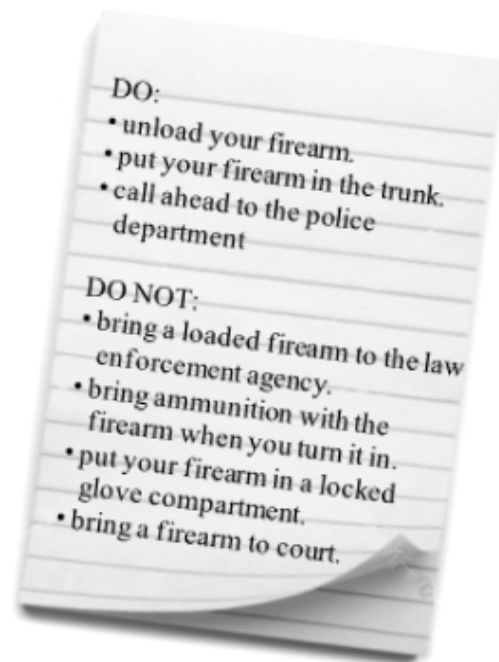 DO:
• unload your firearm.
• put your firearm in the trunk.
• call ahead to the police
department
DO NOT:
• bring a loaded firearm to the law
enforcement agency.
• bring ammunition with the
firearm when you turn it in.
• put your firearm in a locked
glove compartment.
• bring a firearm to court.